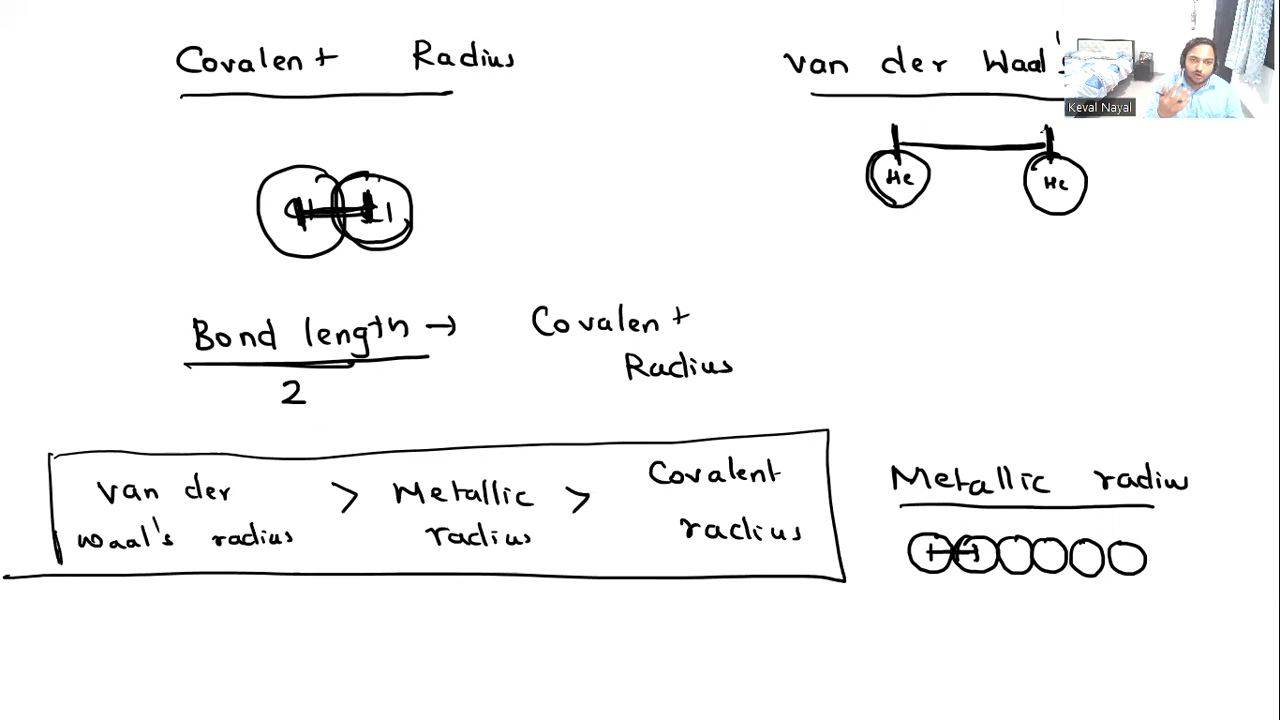 Covalent Radius
van der Waal's
Keval Nayal
He He
Bond length → Covalent
Radius
2
van der > Metallic > Covalent
waal's radius radius radius
Metallic radius